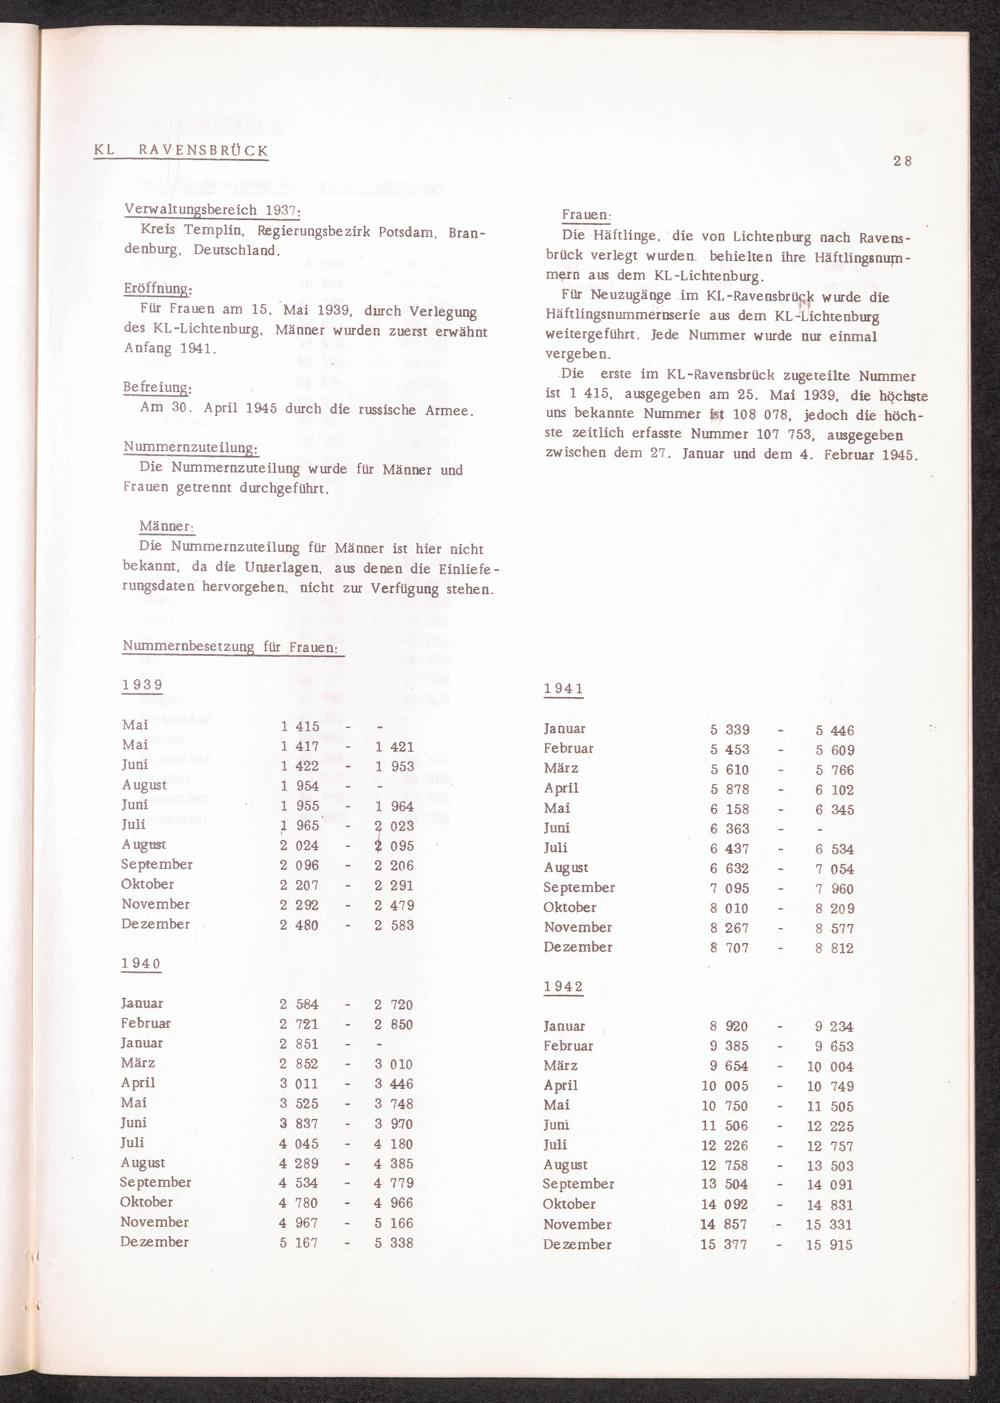 KL RAVENSBRÜCK
28
Verwaltungsbereich 1937:
Kreis Templin, Regierungsbezirk Potsdam, Bran-
denburg, Deutschland.
Eröffnung:
Für Frauen am 15. Mai 1939, durch Verlegung
des KL-Lichtenburg, Männer wurden zuerst erwähnt
Anfang 1941.
Befreiung:
Am 30. April 1945 durch die russische Armee.
Nummernzuteilung:
Die Nummernzuteilung wurde für Männer und
Frauen getrennt durchgeführt.
Männer:
Die Nummernzuteilung für Männer ist hier nicht
bekannt, da die Unterlagen, aus denen die Einliefe-
rungsdaten hervorgehen, nicht zur Verfügung stehen.
Frauen:
Die Häftlinge, die von Lichtenburg nach Ravens-
brück verlegt wurden, behielten ihre Häftlingsnum-
mern aus dem KL-Lichtenburg.
Für Neuzugänge im KL-Ravensbrück wurde die
Häftlingsnummernserie aus dem KL-Lichtenburg
weitergeführt. Jede Nummer wurde nur einmal
vergeben.
Die erste im KL-Ravensbrück zugeteilte Nummer
ist 1 415, ausgegeben am 25. Mai 1939, die höchste
uns bekannte Nummer ist 108 078, jedoch die höch-
ste zeitlich erfasste Nummer 107 753, ausgegeben
zwischen dem 27. Januar und dem 4. Februar 1945.
Nummernbesetzung für Frauen:
1939
Mai 1 415 - -
Mai 1 417 - 1 421
Juni 1 422 - 1 953
August 1 954 - -
Juni 1 955 - 1 964
Juli 1 965 - 2 023
August 2 024 - 2 095
September 2 096 - 2 206
Oktober 2 207 - 2 291
November 2 292 - 2 479
Dezember 2 480 - 2 583
1940
Januar 2 584 - 2 720
Februar 2 721 - 2 850
Januar 2 851 - -
März 2 852 - 3 010
April 3 011 - 3 446
Mai 3 525 - 3 748
Juni 3 837 - 3 970
Juli 4 045 - 4 180
August 4 289 - 4 385
September 4 534 - 4 779
Oktober 4 780 - 4 966
November 4 967 - 5 166
Dezember 5 167 - 5 338
1941
Januar 5 339 - 5 446
Februar 5 453 - 5 609
März 5 610 - 5 766
April 5 878 - 6 102
Mai 6 158 - 6 345
Juni 6 363 - -
Juli 6 437 - 6 534
August 6 632 - 7 054
September 7 095 - 7 960
Oktober 8 010 - 8 209
November 8 267 - 8 577
Dezember 8 707 - 8 812
1942
Januar 8 920 - 9 234
Februar 9 385 - 9 653
März 9 654 - 10 004
April 10 005 - 10 749
Mai 10 750 - 11 505
Juni 11 506 - 12 225
Juli 12 226 - 12 757
August 12 758 - 13 503
September 13 504 - 14 091
Oktober 14 092 - 14 831
November 14 857 - 15 331
Dezember 15 377 - 15 915